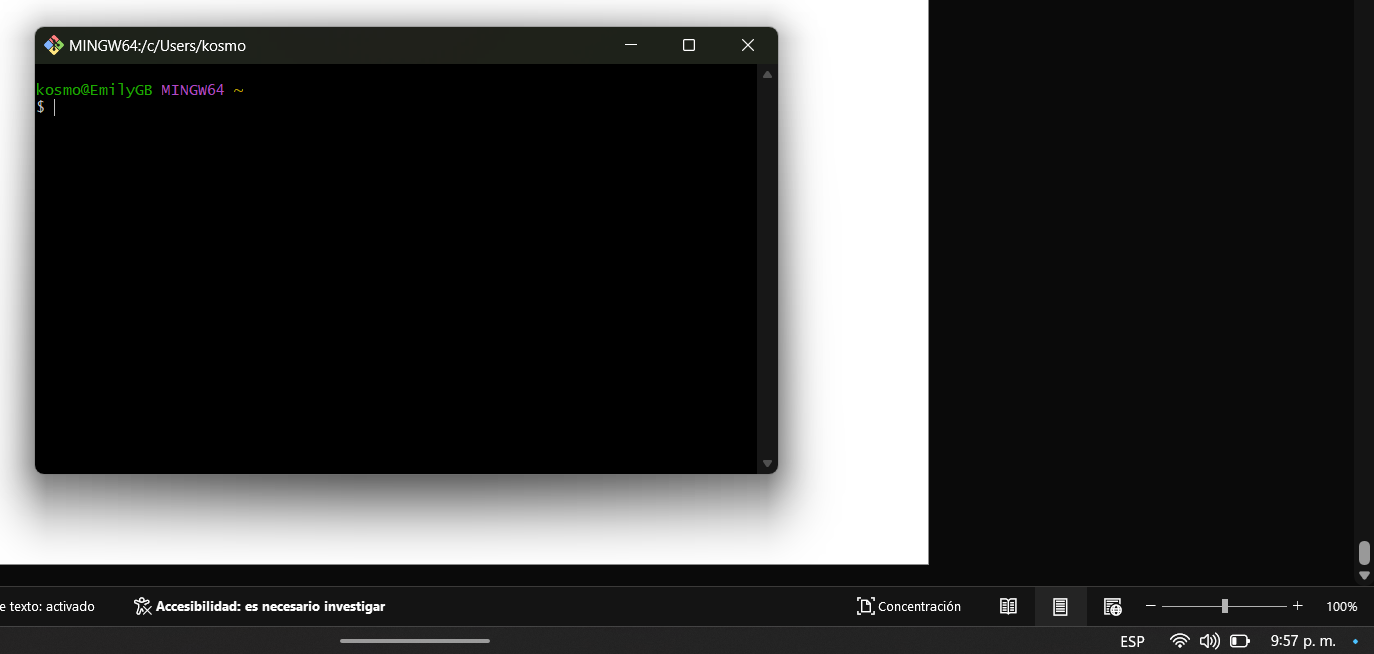 MINGW64:/c/Users/kosmo
kosmo@EmilyGB MINGW64 ~
$
e texto: activado Accesibilidad: es necesario investigar Concentración 100%
ESP 9:57 p. m.